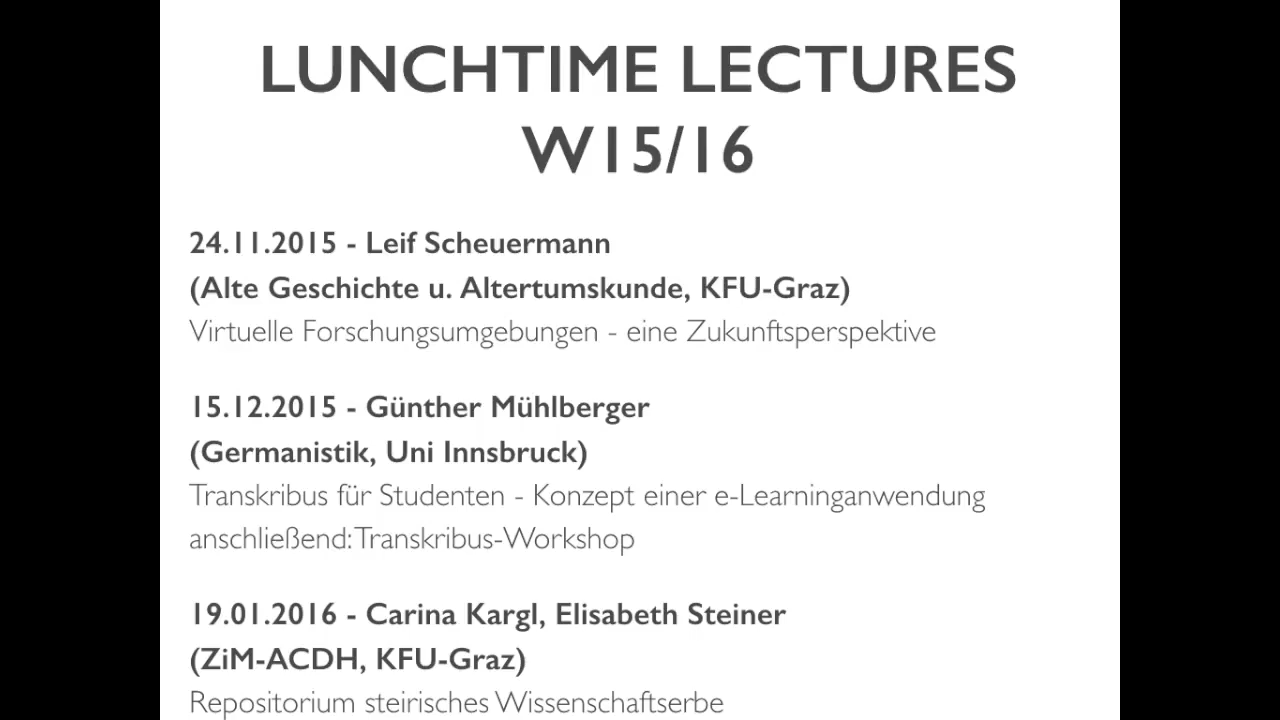 LUNCHTIME LECTURES
W15/16
24.11.2015 - Leif Scheuermann
(Alte Geschichte u. Altertumskunde, KFU-Graz)
Virtuelle Forschungsumgebungen - eine Zukunftsperspektive
15.12.2015 - Günther Mühlberger
(Germanistik, Uni Innsbruck)
Transkribus für Studenten - Konzept einer e-Learninganwendung
anschließend: Transkribus-Workshop
19.01.2016 - Carina Kargl, Elisabeth Steiner
(ZiM-ACDH, KFU-Graz)
Repositorium steirisches Wissenschaftserbe